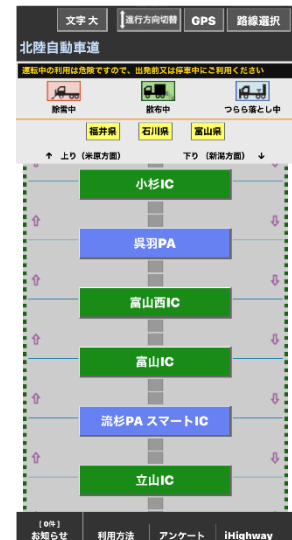 文字大 進行方向切替 GPS 路線選択
北陸自動車道
運転中の利用は危険ですので、出発前又は停車中にご利用ください
除雪中 散布中 つらら落とし中
福井県 石川県 富山県
↑ 上り（米原方面） 下り（新潟方面） ↓
小杉IC
呉羽PA
富山西IC
富山IC
流杉PA スマートIC
立山IC
[0件]
お知らせ 利用方法 アンケート iHighway